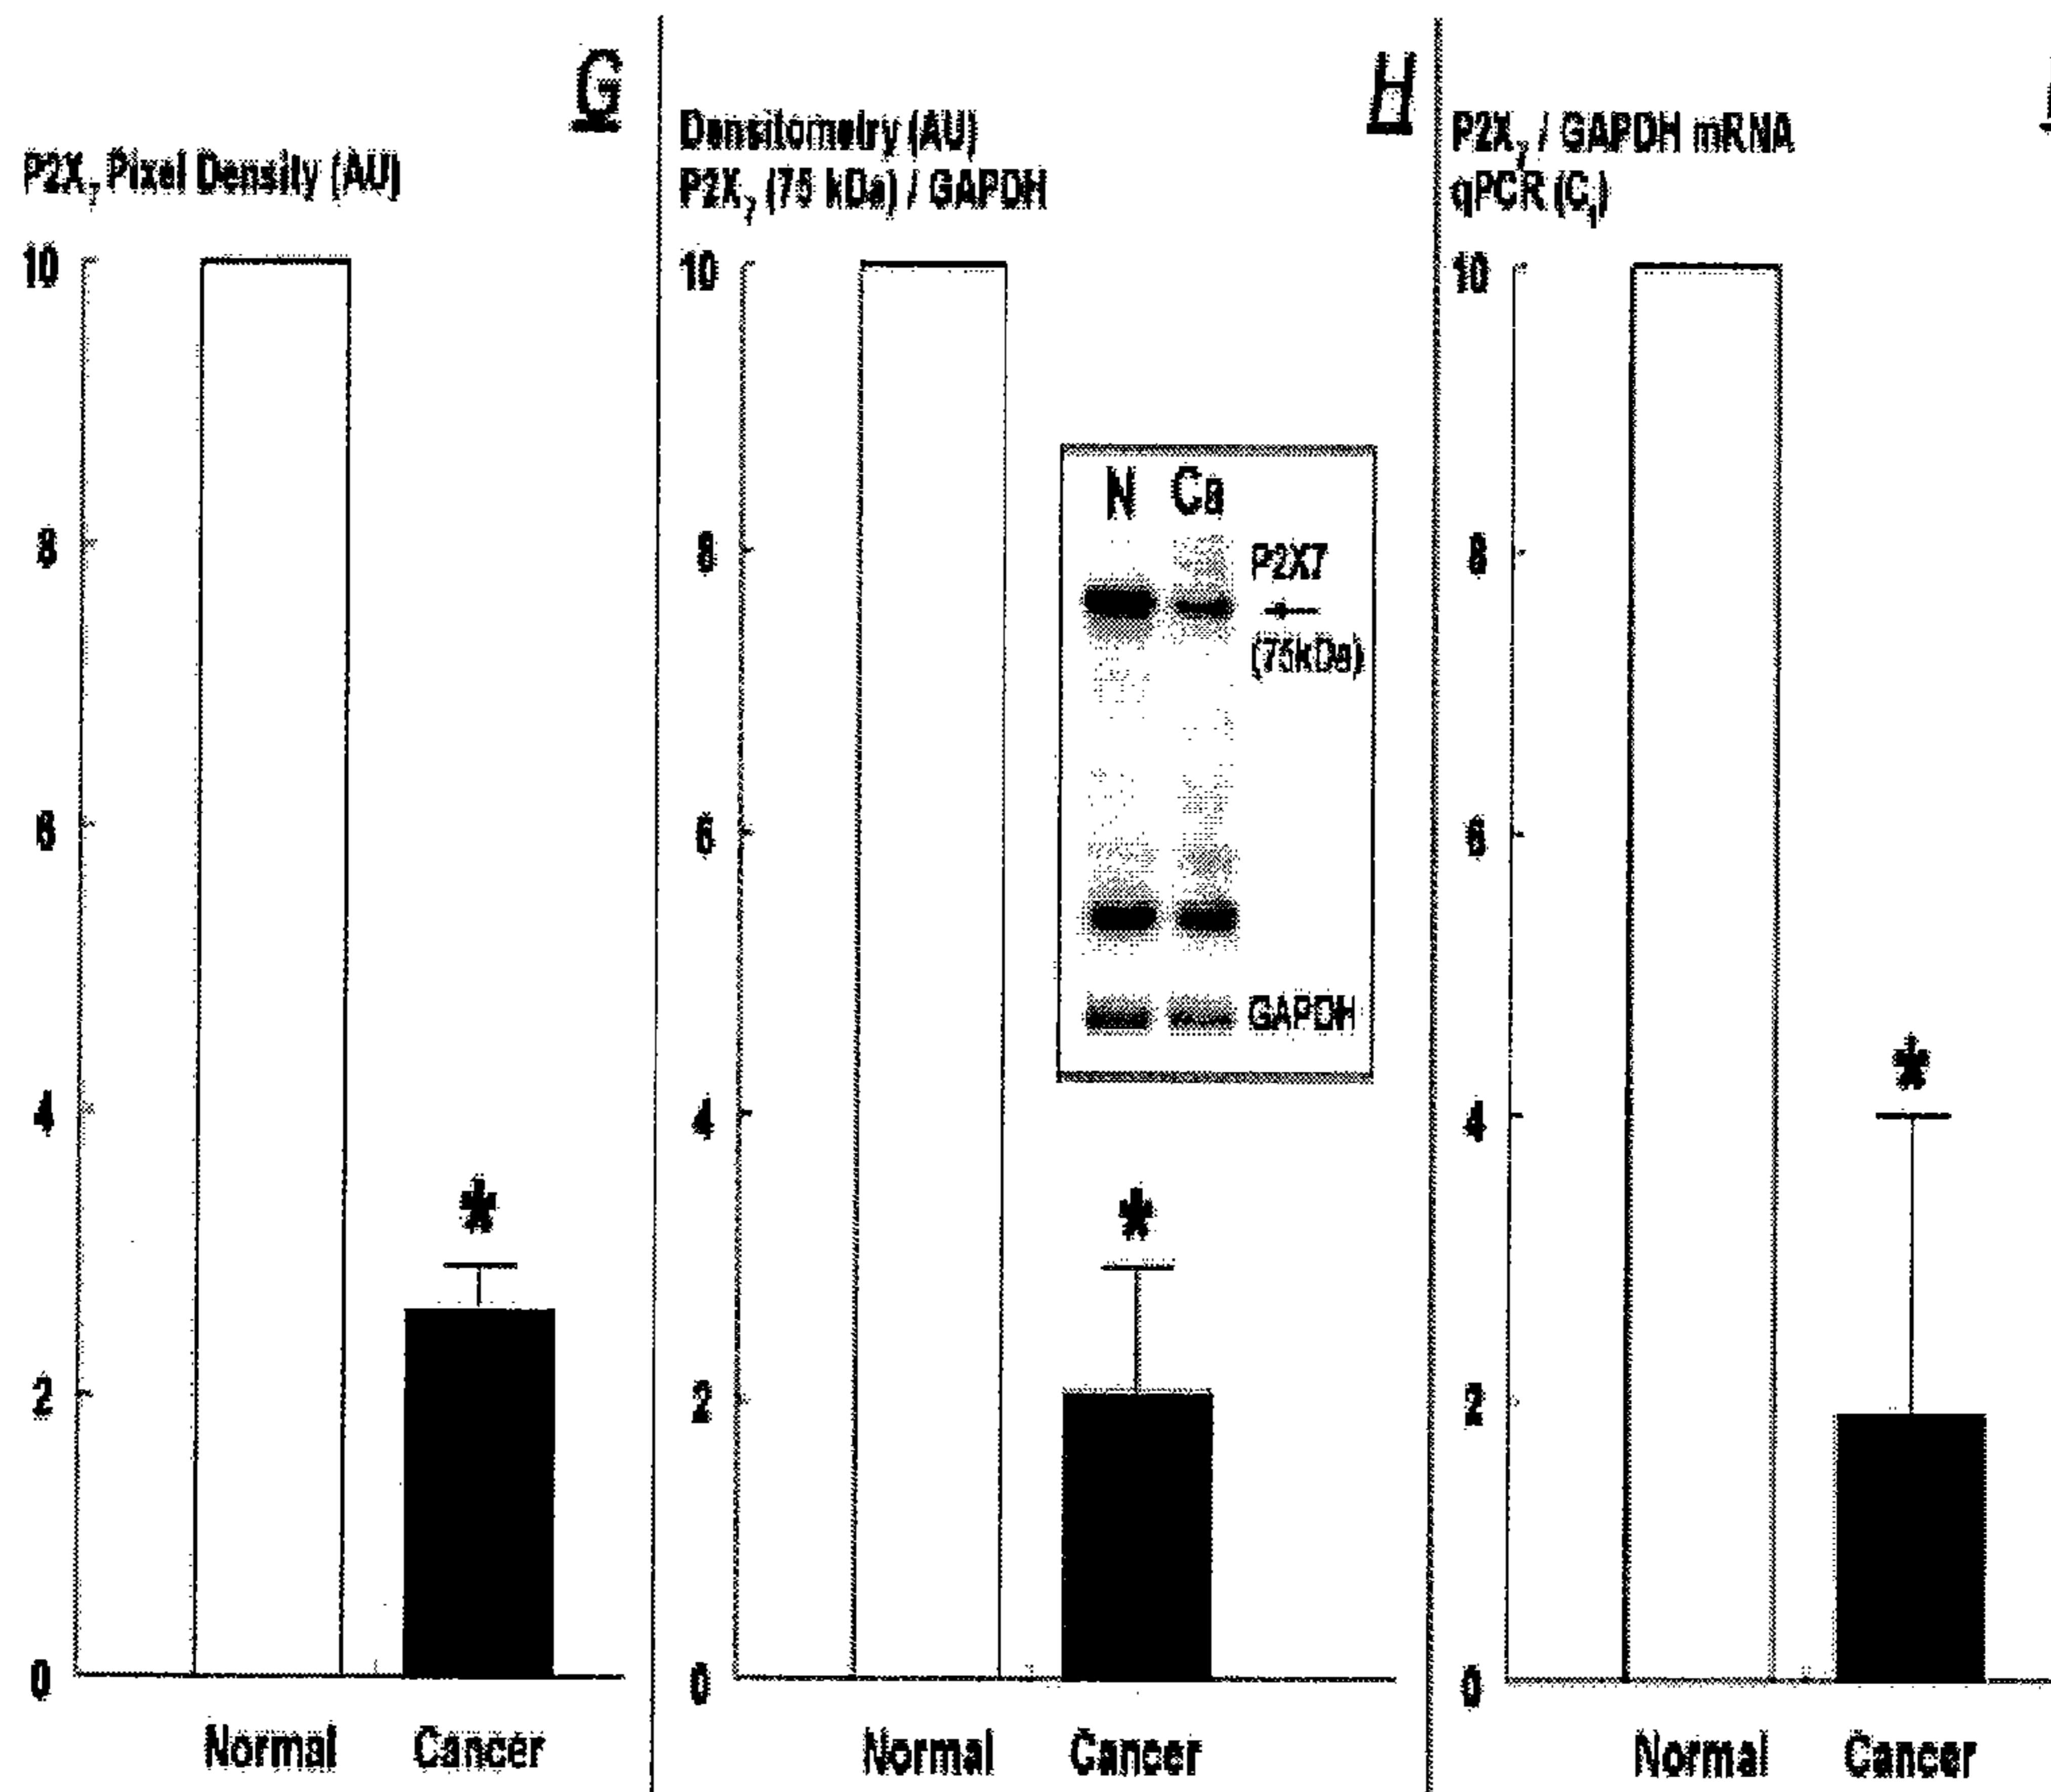 G
P2X₇ Pixel Density (AU)
10
8
6
4
2
0
Normal Cancer
H
Densitometry (AU)
P2X₇ (75 kDa) / GAPDH
10
8
6
4
2
0
N Ca
P2X7
(75kDa)
GAPDH
*
*
Normal Cancer
P2X₇ / GAPDH mRNA
qPCR (Cₜ)
10
8
6
4
2
0
*
Normal Cancer